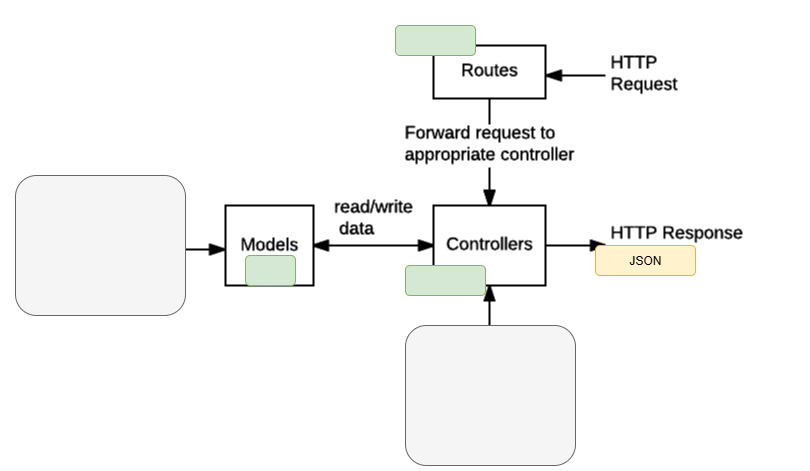 Routes
HTTP
Request
Forward request to
appropriate controller
read/write
data
Models
Controllers
HTTP Response
JSON